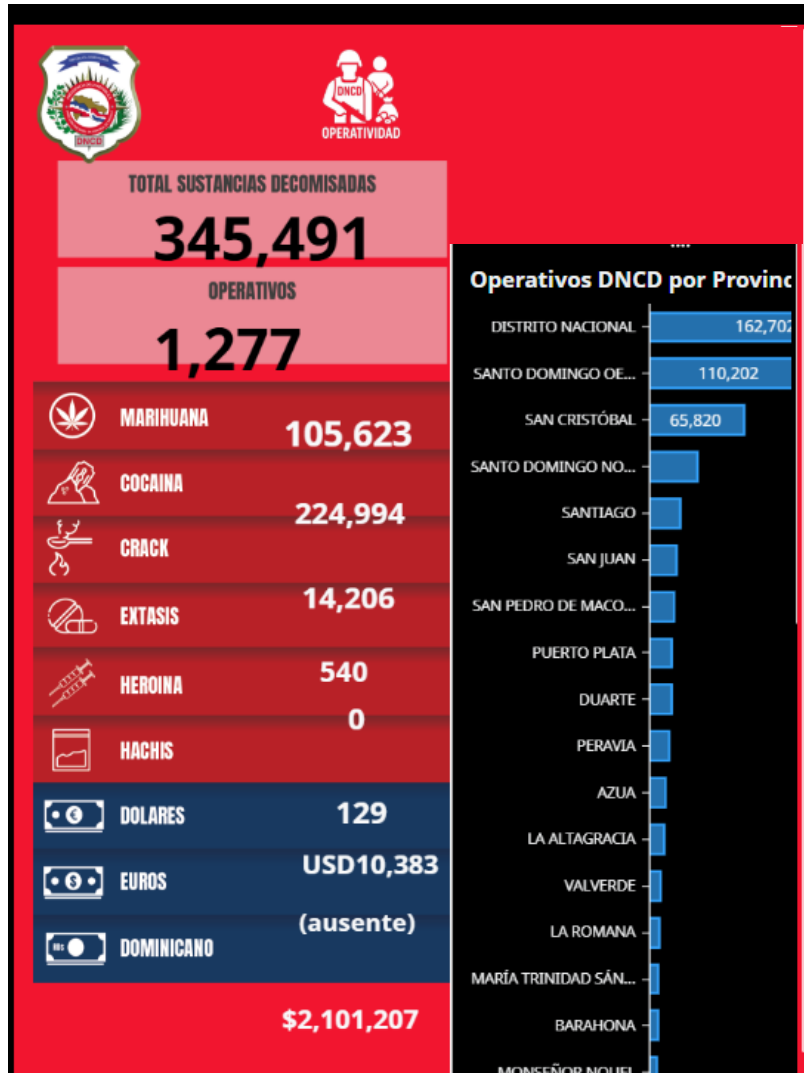 DNCD
DNCD
OPERATIVIDAD
TOTAL SUSTANCIAS DECOMISADAS
345,491
OPERATIVOS
1,277
MARIHUANA
105,623
COCAINA
224,994
CRACK
14,206
EXTASIS
540
HEROINA
0
HACHIS
129
DOLARES
USD10,383
EUROS
(ausente)
DOMINICANO
$2,101,207
Operativos DNCD por Provinc
DISTRITO NACIONAL
162,702
SANTO DOMINGO OE...
110,202
SAN CRISTÓBAL
65,820
SANTO DOMINGO NO...
SANTIAGO
SAN JUAN
SAN PEDRO DE MACO...
PUERTO PLATA
DUARTE
PERAVIA
AZUA
LA ALTAGRACIA
VALVERDE
LA ROMANA
MARÍA TRINIDAD SÁN...
BARAHONA
MONSEÑOR NOUEL